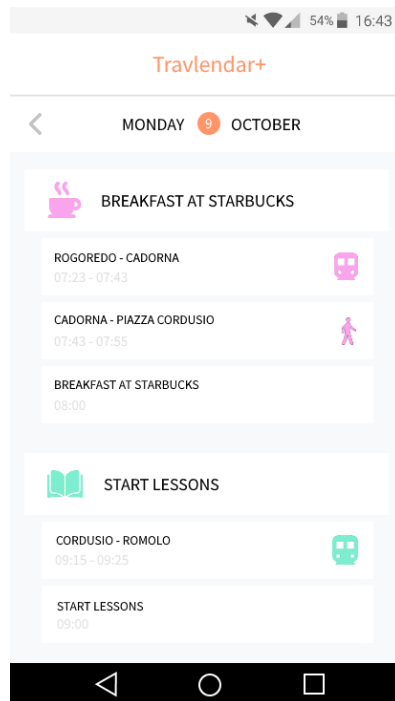 54% 16:43
Travlendar+
MONDAY 9 OCTOBER
BREAKFAST AT STARBUCKS
ROGOREDO - CADORNA
07:23 - 07:43
CADORNA - PIAZZA CORDUSIO
07:43 - 07:55
BREAKFAST AT STARBUCKS
08:00
START LESSONS
CORDUSIO - ROMOLO
09:15 - 09:25
START LESSONS
09:00